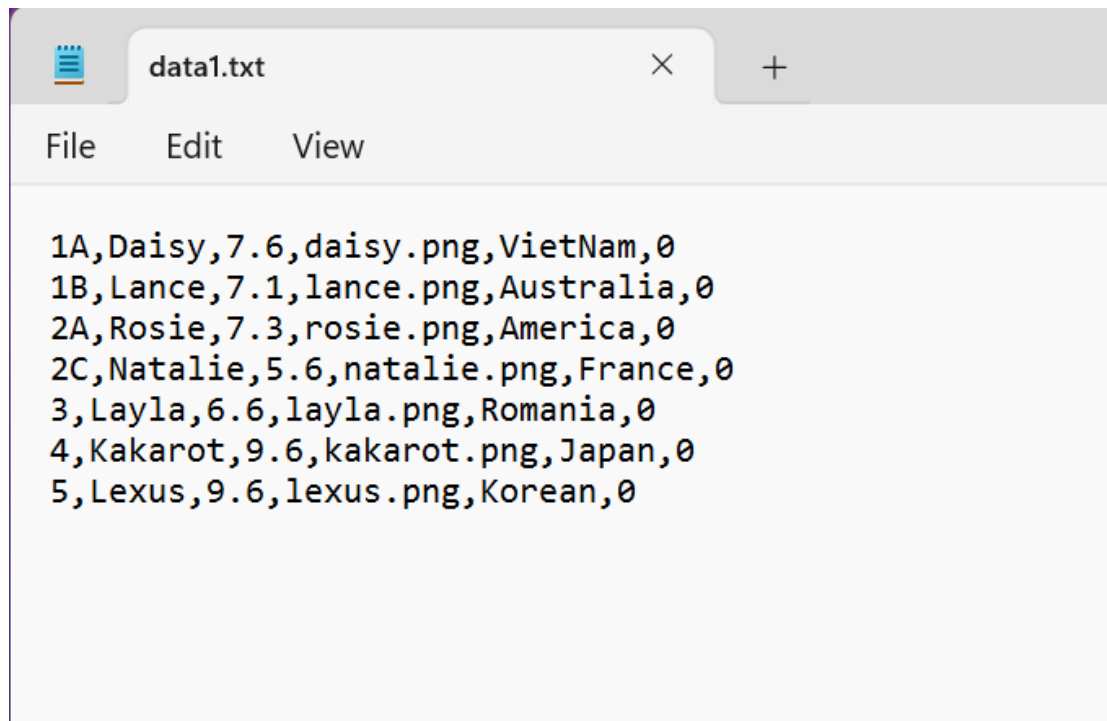 data1.txt
File Edit View
1A,Daisy,7.6,daisy.png,VietNam,0
1B,Lance,7.1,lance.png,Australia,0
2A,Rosie,7.3,rosie.png,America,0
2C,Natalie,5.6,natalie.png,France,0
3,Layla,6.6,layla.png,Romania,0
4,Kakarot,9.6,kakarot.png,Japan,0
5,Lexus,9.6,lexus.png,Korean,0